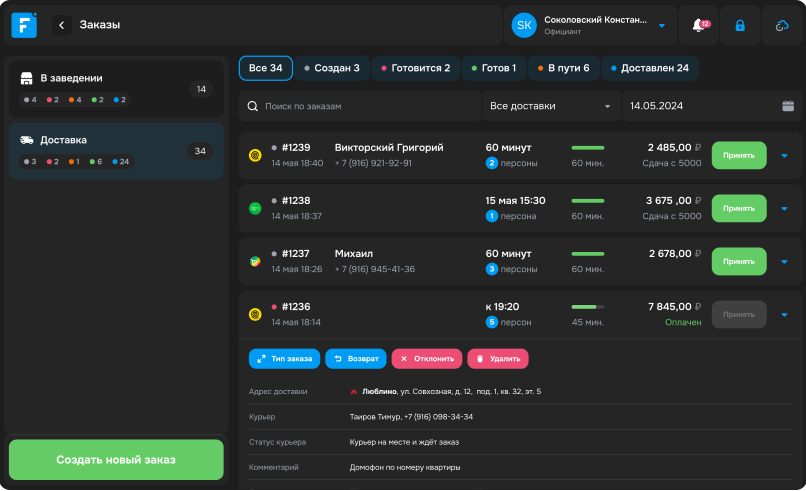 F
Заказы
SK
Соколовский Констан...
Официант
12
В заведении
4 2 4 2 2
14
Доставка
3 2 1 6 24
34
Создать новый заказ
Все 34
Создан 3
Готовится 2
Готов 1
В пути 6
Доставлен 24
Поиск по заказам
Все доставки
14.05.2024
#1239 Викторский Григорий 60 минут 2 485,00 ₽
14 мая 18:40 + 7 (916) 921-92-91 2 персоны 60 мин. Сдача с 5000
Принять
#1238 15 мая 15:30 3 675 ,00 ₽
14 мая 18:37 1 персона 60 мин. Сдача с 5000
Принять
#1237 Михаил 60 минут 2 678,00 ₽
14 мая 18:26 + 7 (916) 945-41-36 3 персоны 60 мин.
Принять
#1236 к 19:20 7 845,00 ₽
14 мая 18:14 5 персон 45 мин. Оплачен
Принять
Тип заказа
Возврат
Отклонить
Удалить
Адрес доставки Люблино, ул. Совхозная, д. 12, под. 1, кв. 32, эт. 5
Курьер Таиров Тимур, +7 (916) 098-34-34
Статус курьера Курьер на месте и ждёт заказ
Комментарий Домофон по номеру квартиры